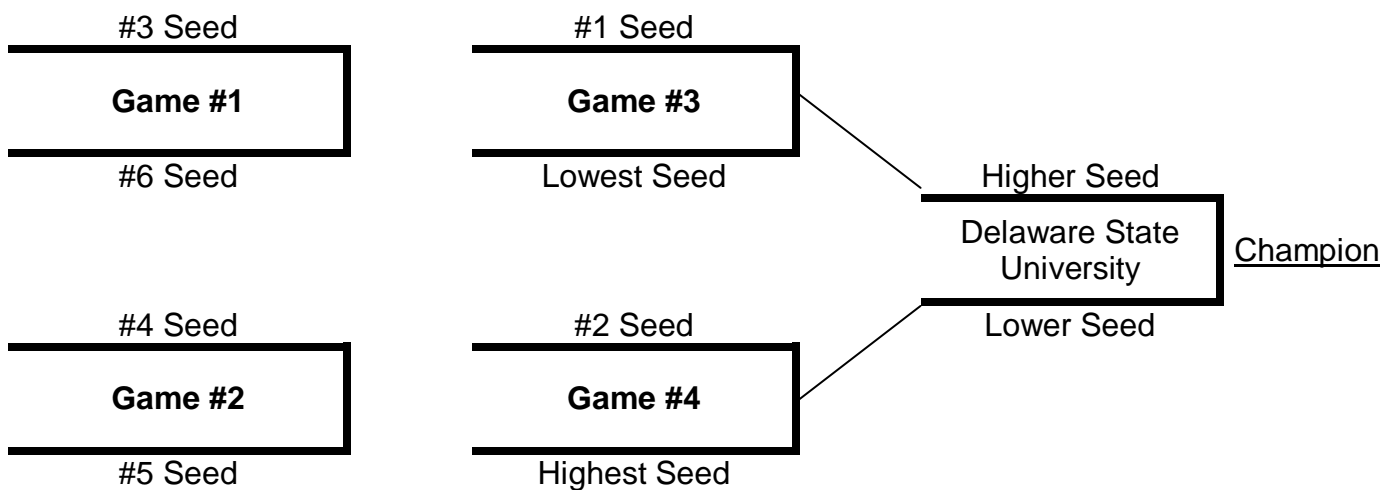 #3 Seed
Game #1
#6 Seed
#4 Seed
Game #2
#5 Seed
#1 Seed
Game #3
Lowest Seed
#2 Seed
Game #4
Highest Seed
Higher Seed
Delaware State
University
Lower Seed
Champion